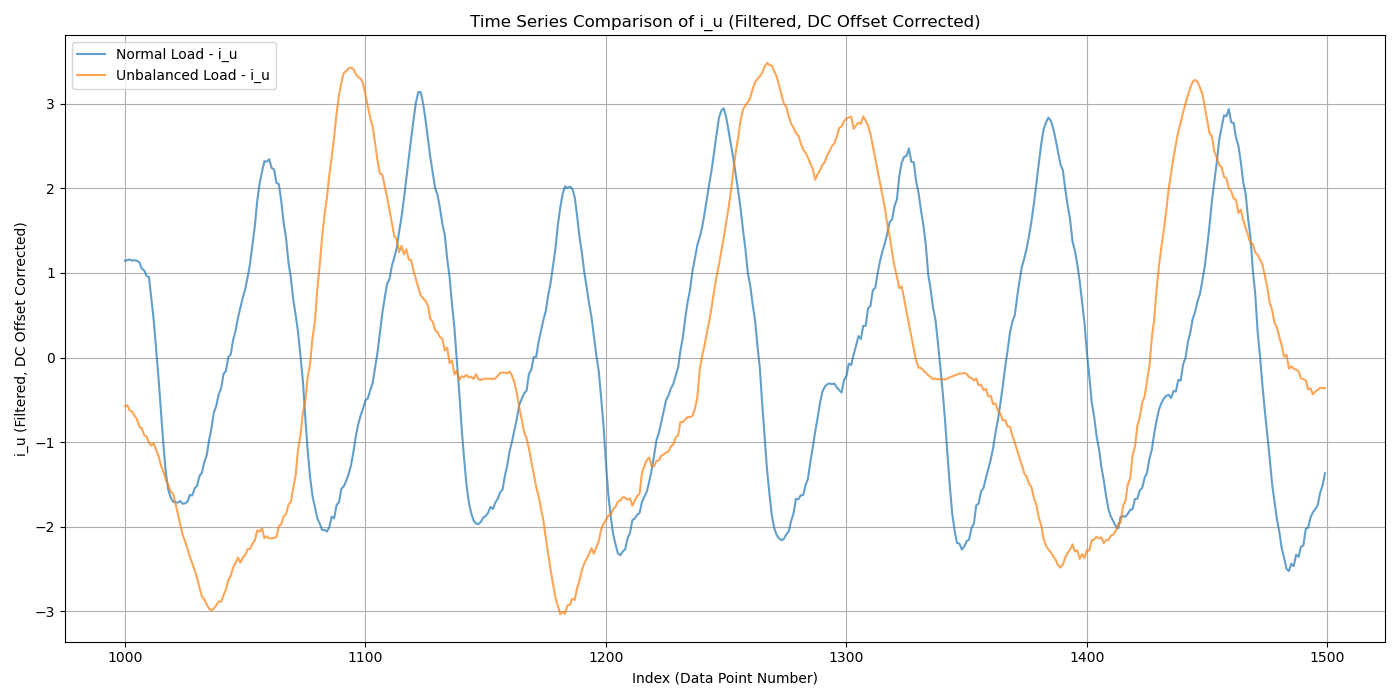 Time Series Comparison of i_u (Filtered, DC Offset Corrected)
Normal Load - i_u
Unbalanced Load - i_u
i_u (Filtered, DC Offset Corrected)
3
2
1
0
−1
−2
−3
1000 1100 1200 1300 1400 1500
Index (Data Point Number)